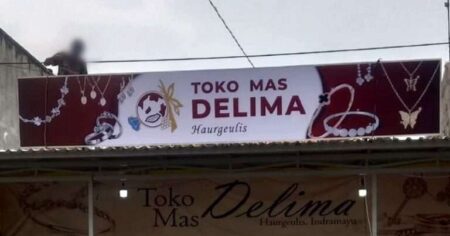 TOKO MAS
DELIMA
Haurgeulis
Toko
Mas
Delima
Haurgeulis, Indramayu